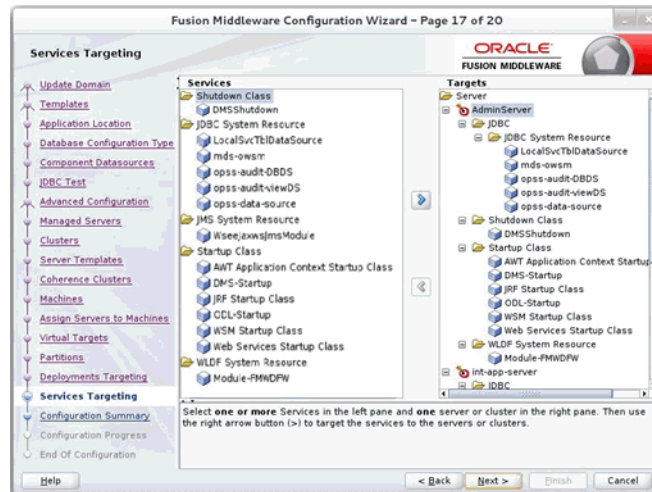 Fusion Middleware Configuration Wizard - Page 17 of 20
Services Targeting
ORACLE
FUSION MIDDLEWARE
Update Domain
Templates
Application Location
Database Configuration Type
Component Datasources
JDBC Test
Advanced Configuration
Managed Servers
Clusters
Server Templates
Coherence Clusters
Machines
Assign Servers to Machines
Virtual Targets
Partitions
Deployments Targeting
Services Targeting
Configuration Summary
Configuration Progress
End Of Configuration
Services
Shutdown Class
DMSShutdown
JDBC System Resource
LocalSvcTblDataSource
mds-owsm
opss-audit-DBDS
opss-audit-viewDS
opss-data-source
JMS System Resource
WseeJaxwsJmsModule
Startup Class
AWT Application Context Startup Class
DMS-Startup
JRF Startup Class
ODL-Startup
WSM Startup Class
Web Services Startup Class
WLDF System Resource
Module-FMWDFW
Targets
Server
AdminServer
JDBC
JDBC System Resource
LocalSvcTblDataSource
mds-owsm
opss-audit-DBDS
opss-audit-viewDS
opss-data-source
Shutdown Class
DMSShutdown
Startup Class
AWT Application Context Startup
DMS-Startup
JRF Startup Class
ODL-Startup
WSM Startup Class
Web Services Startup Class
WLDF System Resource
Module-FMWDFW
int-app-server
JDBC
Select one or more Services in the left pane and one server or cluster in the right pane. Then use
the right arrow button (>) to target the services to the servers or clusters.
Help
< Back
Next >
Finish
Cancel